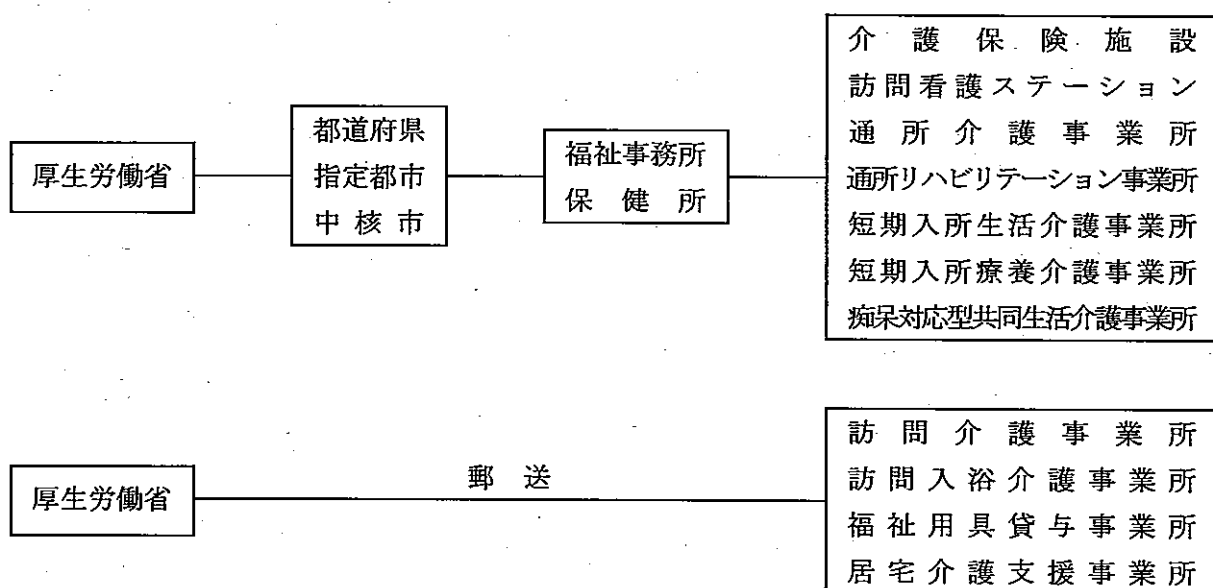 厚生労働省
都道府県
指定都市
中核市
福祉事務所
保健所
介護保険施設
訪問看護ステーション
通所介護事業所
通所リハビリテーション事業所
短期入所生活介護事業所
短期入所療養介護事業所
痴呆対応型共同生活介護事業所
厚生労働省
郵送
訪問介護事業所
訪問入浴介護事業所
福祉用具貸与事業所
居宅介護支援事業所